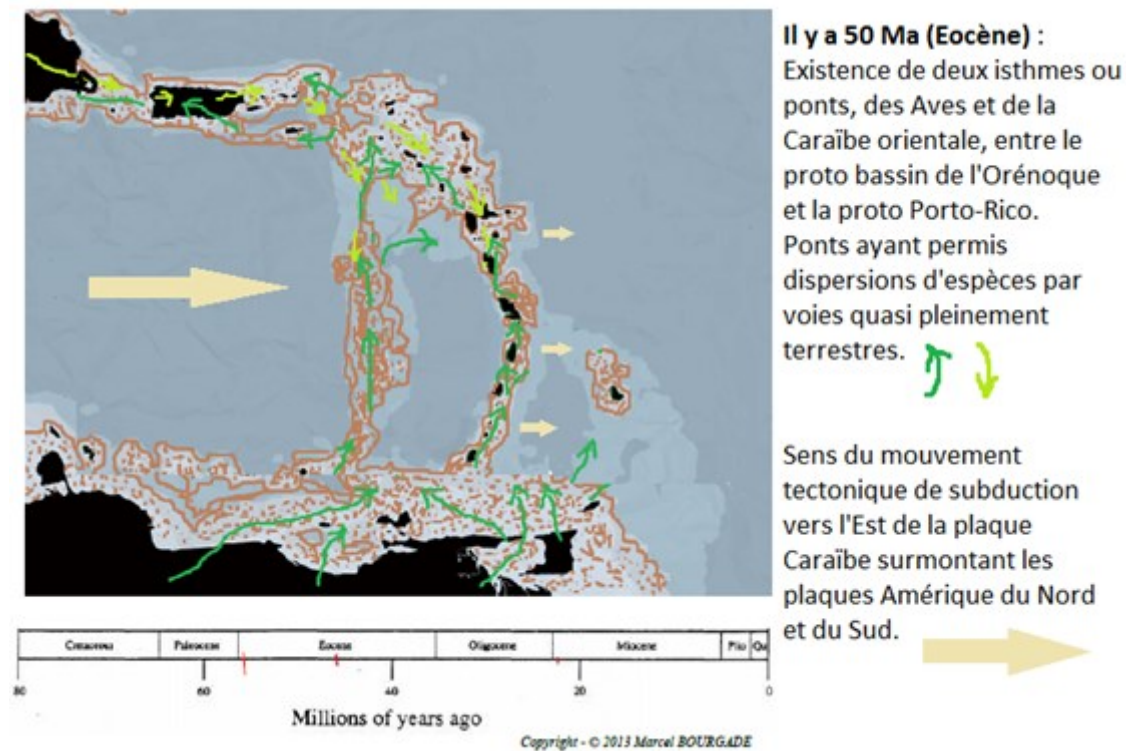 Il y a 50 Ma (Eocène) :
Existence de deux isthmes ou
ponts, des Aves et de la
Caraïbe orientale, entre le
proto bassin de l'Orénoque
et la proto Porto-Rico.
Ponts ayant permis
dispersions d'espèces par
voies quasi pleinement
terrestres.
Sens du mouvement
tectonique de subduction
vers l'Est de la plaque
Caraïbe surmontant les
plaques Amérique du Nord
et du Sud.
Cretaceous Paleocene Eocene Oligocene Miocene Plio Qu
80 60 40 20 0
Millions of years ago
Copyright - © 2013 Marcel BOURGADE